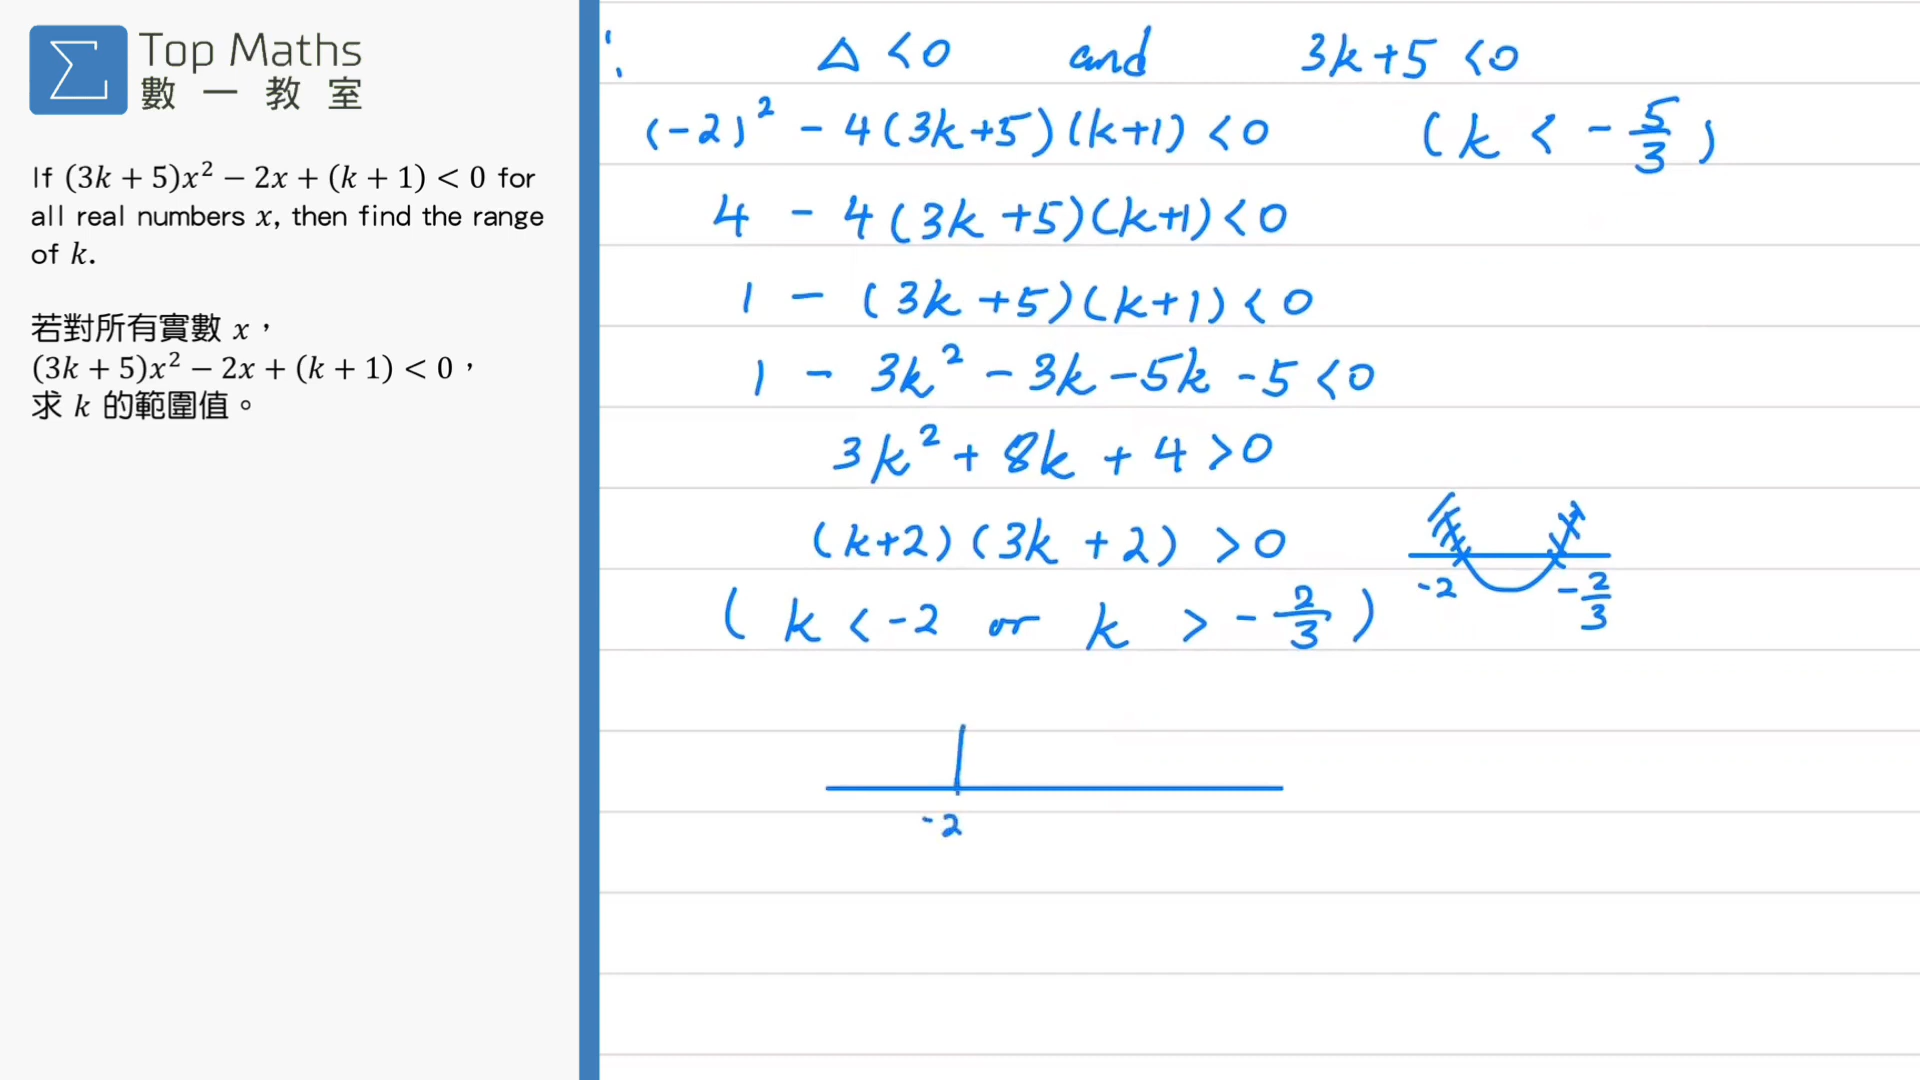 Top Maths
數一教室
If (3k + 5)x² − 2x + (k + 1) < 0 for
all real numbers x, then find the range
of k.
若對所有實數 x，
(3k + 5)x² − 2x + (k + 1) < 0，
求 k 的範圍值。
Δ < 0 and 3k+5 < 0
(-2)² - 4(3k+5)(k+1) < 0 (k < -5/3)
4 - 4(3k+5)(k+1) < 0
1 - (3k+5)(k+1) < 0
1 - 3k² - 3k - 5k - 5 < 0
3k² + 8k + 4 > 0
(k+2)(3k+2) > 0
-2 -2/3
(k < -2 or k > -2/3)
-2